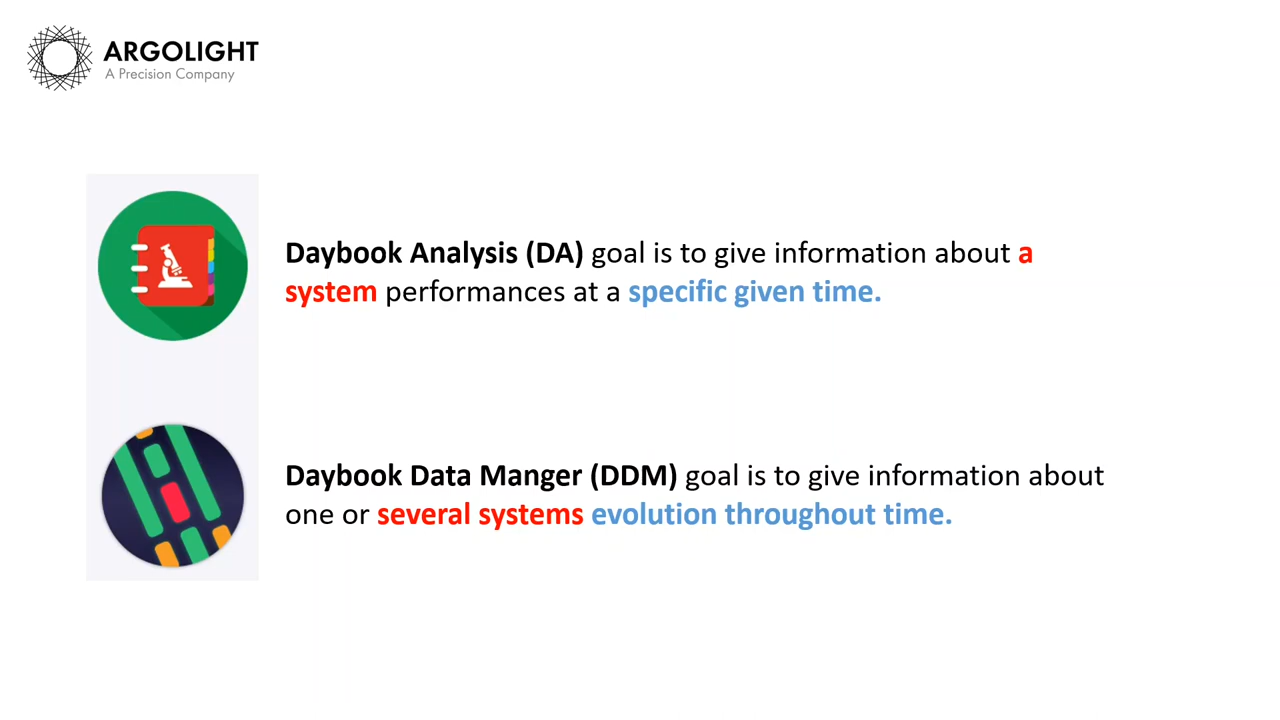 ARGOLIGHT
A Precision Company
Daybook Analysis (DA) goal is to give information about a
system performances at a specific given time.
Daybook Data Manger (DDM) goal is to give information about
one or several systems evolution throughout time.